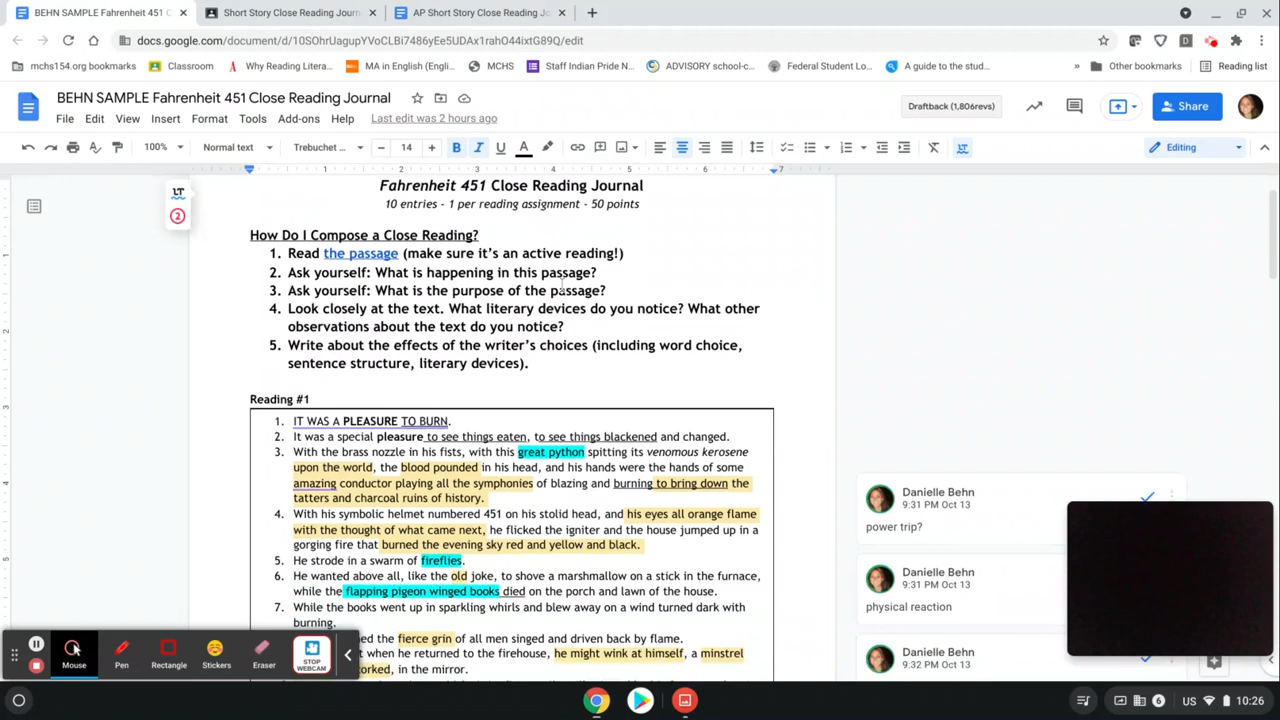 BEHN SAMPLE Fahrenheit 451 C
Short Story Close Reading Journ
AP Short Story Close Reading Jo
docs.google.com/document/d/10SOhrUagupYVoCLBi7486yEe5UDAx1rahO44ixtG89Q/edit
mchs154.org bookmarks
Classroom
Why Reading Litera...
MA in English (Engli...
MCHS
Staff Indian Pride N...
ADVISORY school-c...
Federal Student Lo...
A guide to the stud...
Other bookmarks
Reading list
BEHN SAMPLE Fahrenheit 451 Close Reading Journal
Draftback (1,806revs)
Share
File Edit View Insert Format Tools Add-ons Help Last edit was 2 hours ago
100% Normal text Trebuchet ... 14 B I U A Editing
1 2 3 4 5 6 7
Fahrenheit 451 Close Reading Journal
10 entries - 1 per reading assignment - 50 points
LT
2
How Do I Compose a Close Reading?
1. Read the passage (make sure it's an active reading!)
2. Ask yourself: What is happening in this passage?
3. Ask yourself: What is the purpose of the passage?
4. Look closely at the text. What literary devices do you notice? What other
observations about the text do you notice?
5. Write about the effects of the writer's choices (including word choice,
sentence structure, literary devices).
Reading #1
1. IT WAS A PLEASURE TO BURN.
2. It was a special pleasure to see things eaten, to see things blackened and changed.
3. With the brass nozzle in his fists, with this great python spitting its venomous kerosene
upon the world, the blood pounded in his head, and his hands were the hands of some
amazing conductor playing all the symphonies of blazing and burning to bring down the
tatters and charcoal ruins of history.
4. With his symbolic helmet numbered 451 on his stolid head, and his eyes all orange flame
with the thought of what came next, he flicked the igniter and the house jumped up in a
gorging fire that burned the evening sky red and yellow and black.
5. He strode in a swarm of fireflies.
6. He wanted above all, like the old joke, to shove a marshmallow on a stick in the furnace,
while the flapping pigeon winged books died on the porch and lawn of the house.
7. While the books went up in sparkling whirls and blew away on a wind turned dark with
burning.
ed the fierce grin of all men singed and driven back by flame.
t when he returned to the firehouse, he might wink at himself, a minstrel
orked, in the mirror.
Danielle Behn
9:31 PM Oct 13
power trip?
Danielle Behn
9:31 PM Oct 13
physical reaction
Danielle Behn
9:32 PM Oct 13
Mouse
Pen
Rectangle
Stickers
Eraser
STOP
WEBCAM
6
US
10:26